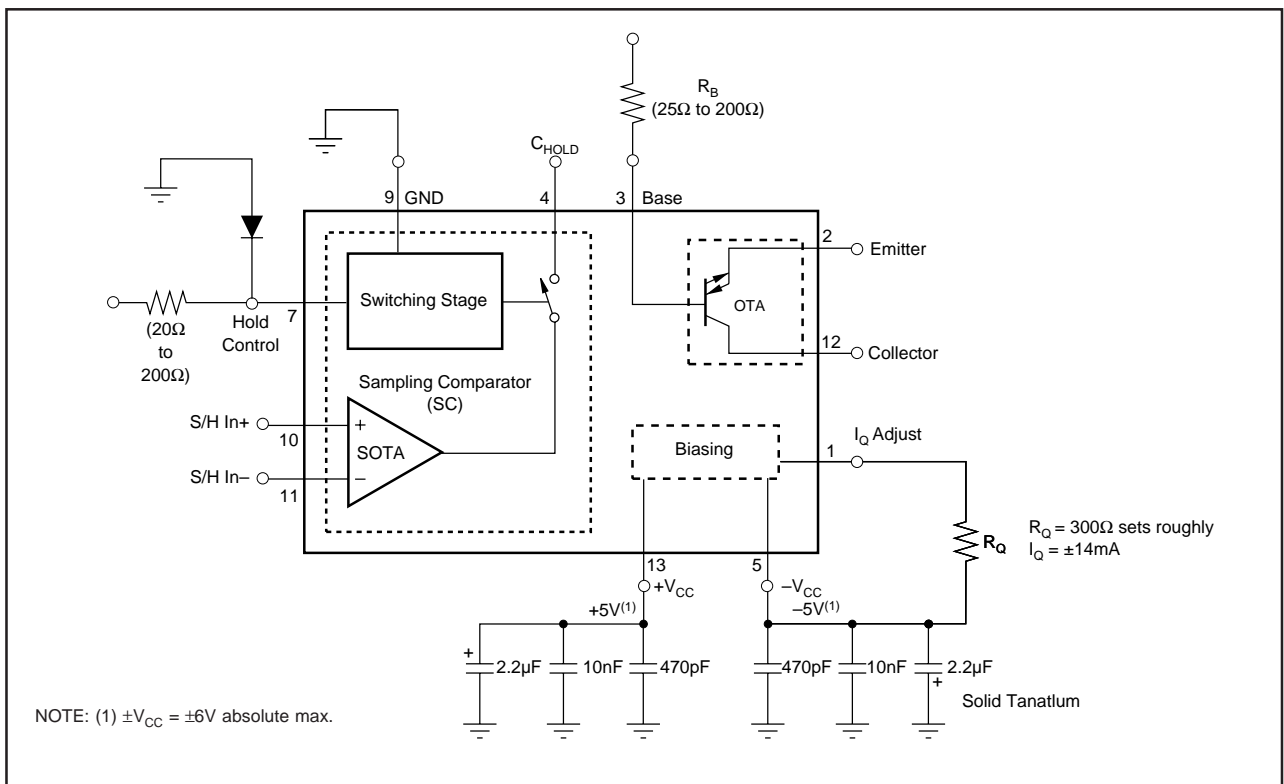 R_B
(25Ω to 200Ω)
C_HOLD
9 GND
4
3 Base
2
Emitter
Switching Stage
OTA
(20Ω
to
200Ω)
Hold
Control
7
12
Collector
Sampling Comparator
(SC)
S/H In+
10
+
SOTA
S/H In–
11
–
Biasing
1
I_Q Adjust
R_Q
R_Q = 300Ω sets roughly
I_Q = ±14mA
13
+V_CC
5
–V_CC
+5V(1)
–5V(1)
+
2.2µF
10nF
470pF
470pF
10nF
2.2µF
+
Solid Tanatlum
NOTE: (1) ±V_CC = ±6V absolute max.